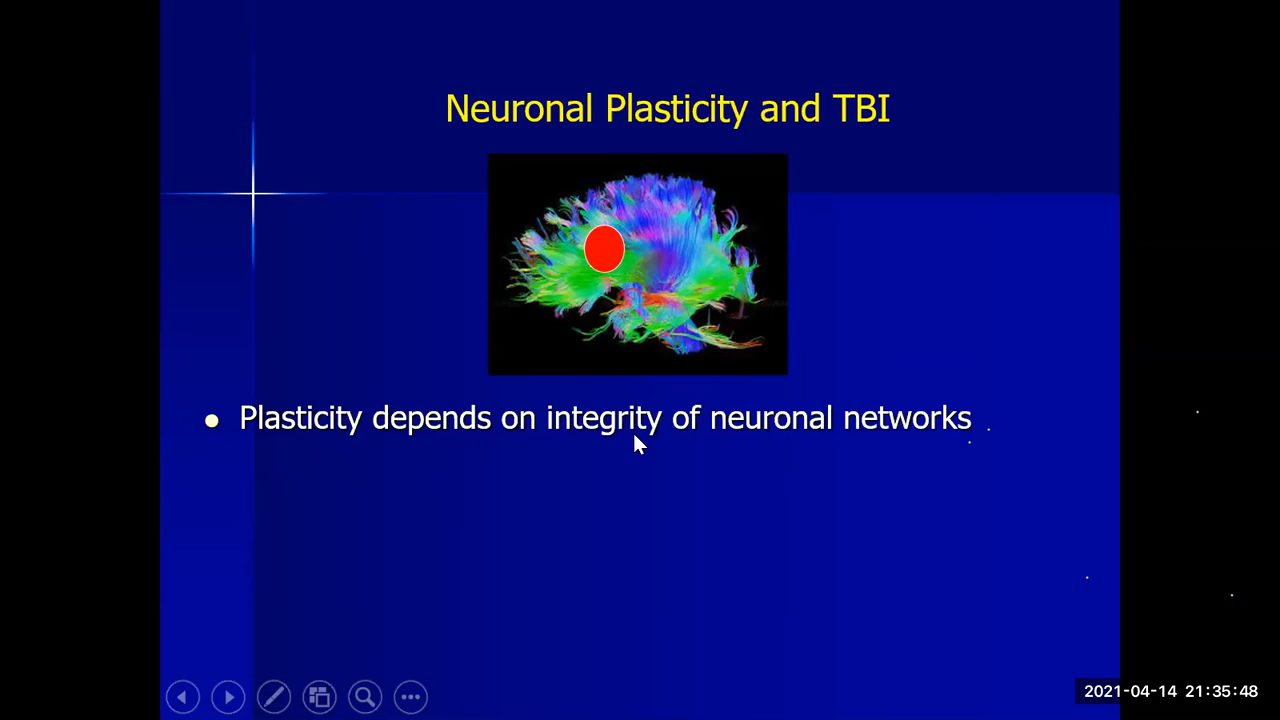 Neuronal Plasticity and TBI
Plasticity depends on integrity of neuronal networks
2021-04-14 21:35:48